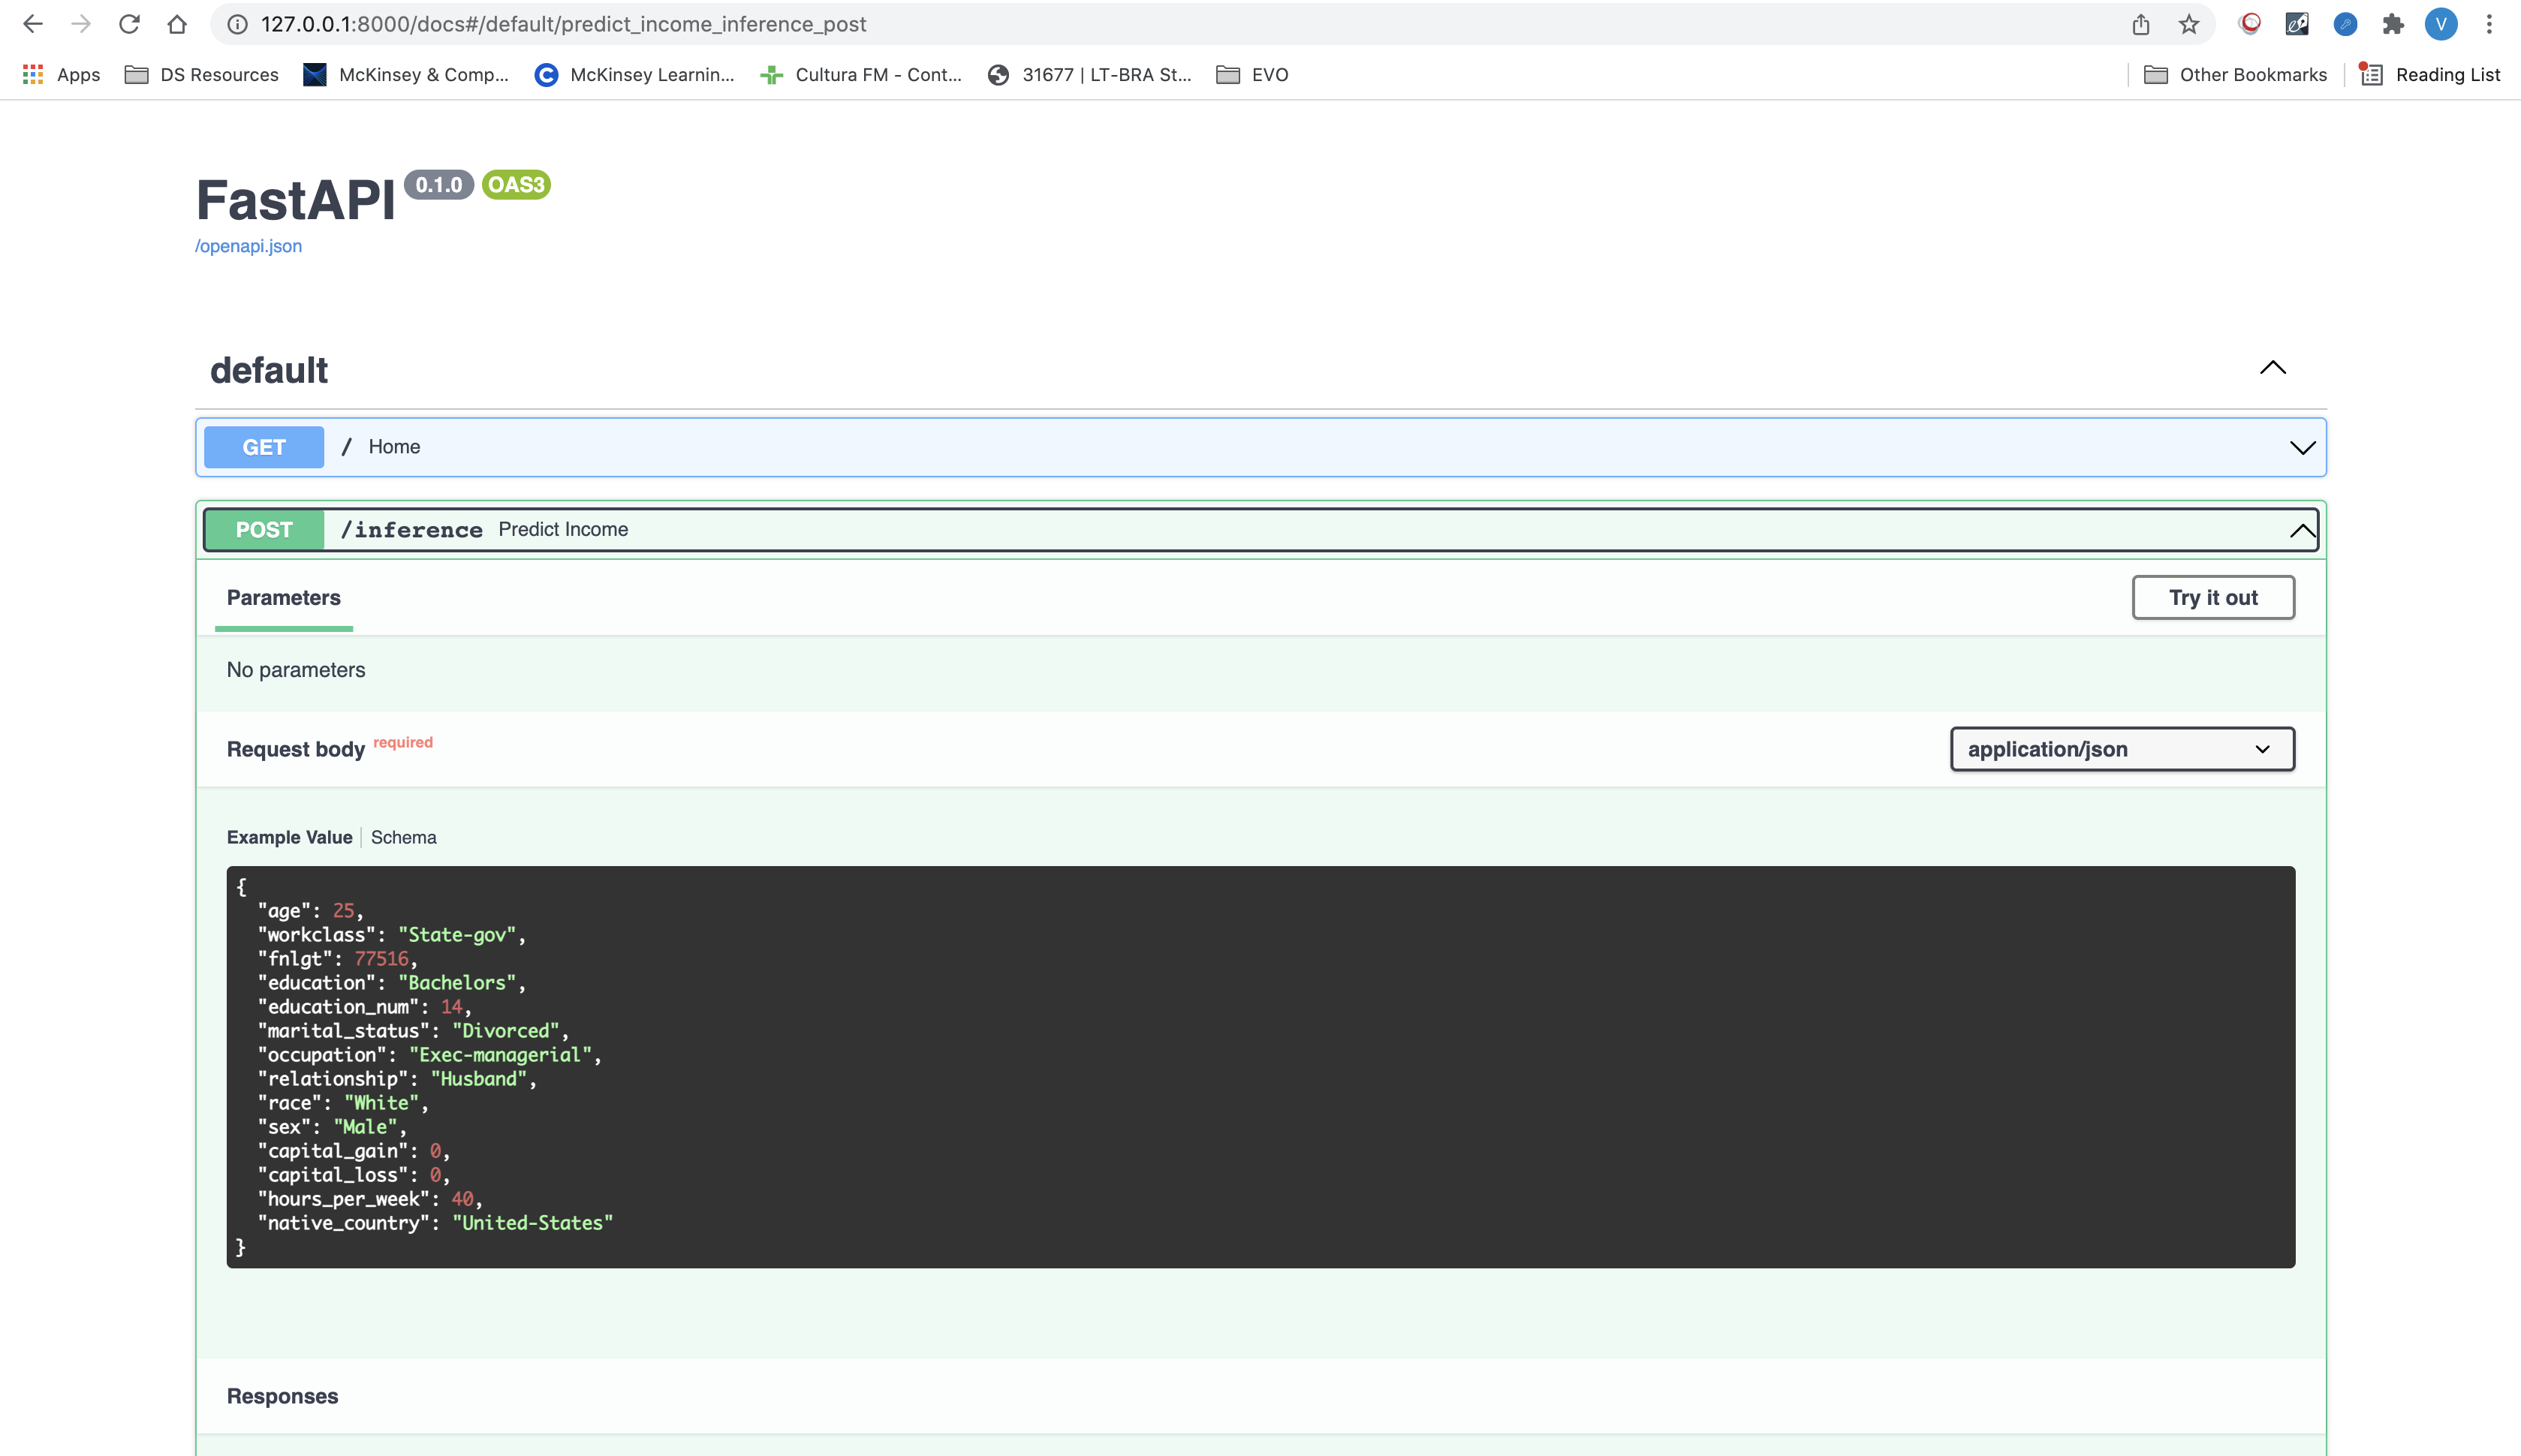 127.0.0.1:8000/docs#/default/predict_income_inference_post
V
Apps DS Resources McKinsey & Comp... McKinsey Learnin... Cultura FM - Cont... 31677 | LT-BRA St... EVO Other Bookmarks Reading List
FastAPI 0.1.0 OAS3
/openapi.json
default
GET / Home
POST /inference Predict Income
Parameters Try it out
No parameters
Request body required application/json
Example Value Schema
{
"age": 25,
"workclass": "State-gov",
"fnlgt": 77516,
"education": "Bachelors",
"education_num": 14,
"marital_status": "Divorced",
"occupation": "Exec-managerial",
"relationship": "Husband",
"race": "White",
"sex": "Male",
"capital_gain": 0,
"capital_loss": 0,
"hours_per_week": 40,
"native_country": "United-States"
}
Responses